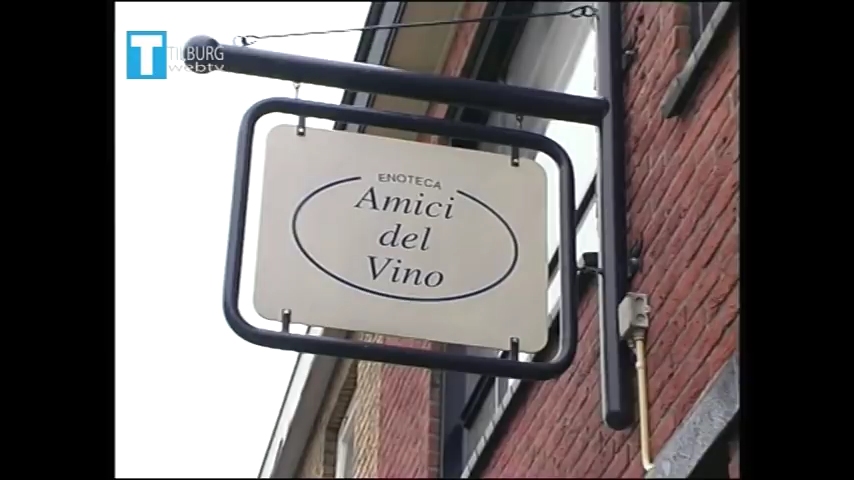 T TILBURG
webtv
ENOTECA
Amici
del
Vino